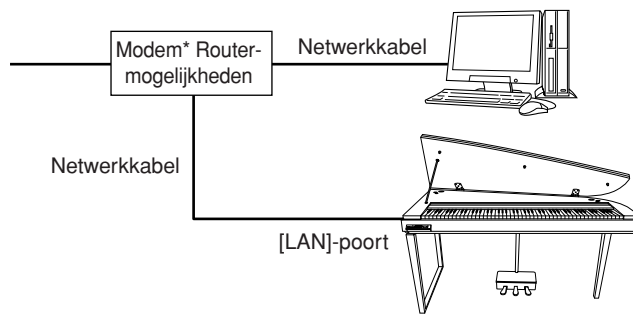 Modem* Router-
mogelijkheden
Netwerkkabel
Netwerkkabel
[LAN]-poort